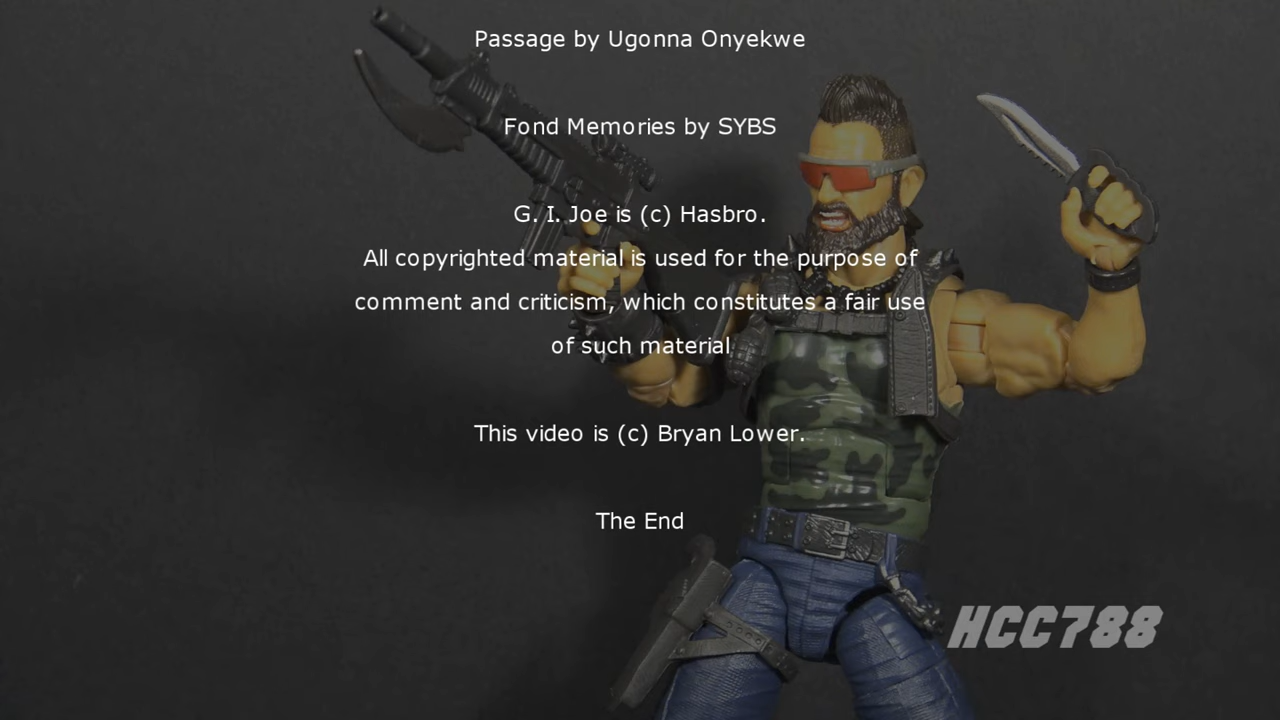 Passage by Ugonna Onyekwe
Fond Memories by SYBS
G. I. Joe is (c) Hasbro.
All copyrighted material is used for the purpose of
comment and criticism, which constitutes a fair use
of such material.
This video is (c) Bryan Lower.
The End
HCC788